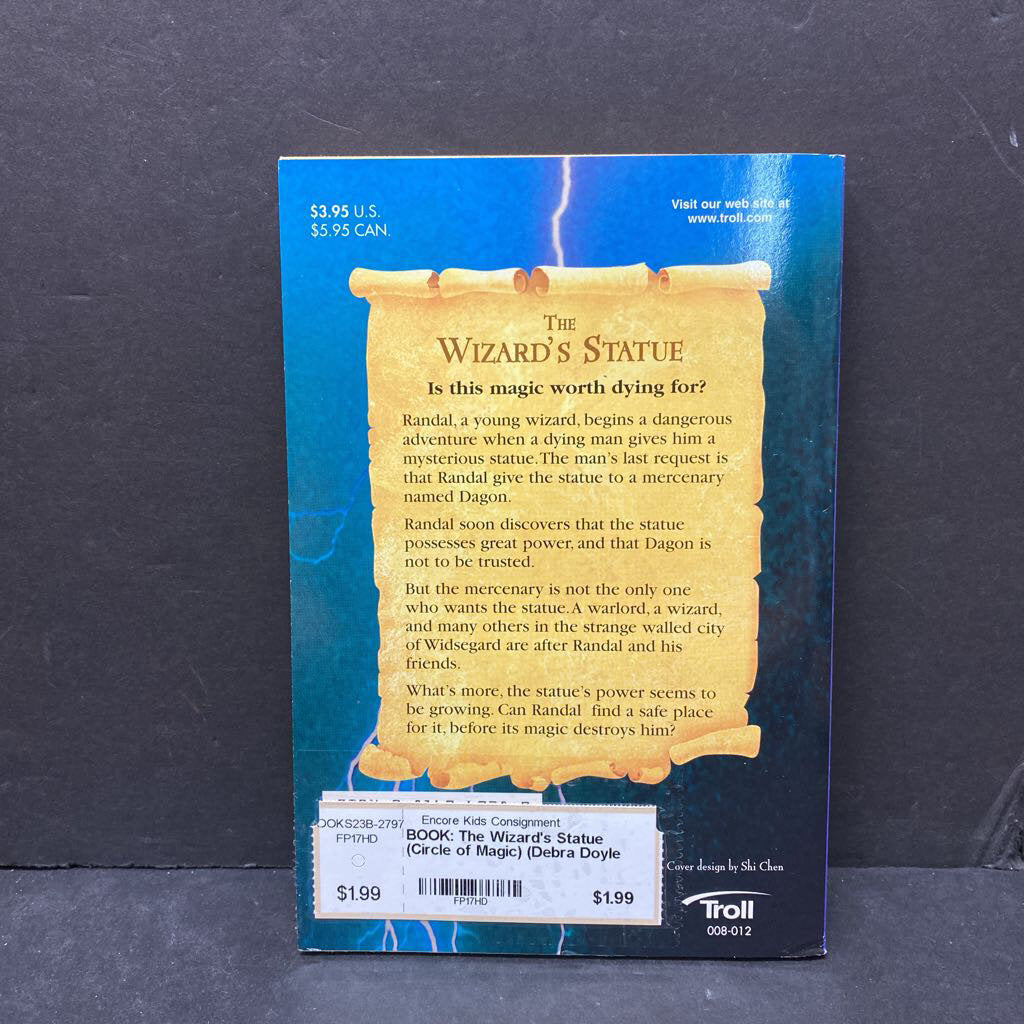 $3.95 U.S.
$5.95 CAN.
Visit our web site at
www.troll.com
THE
WIZARD'S STATUE
Is this magic worth dying for?
Randal, a young wizard, begins a dangerous
adventure when a dying man gives him a
mysterious statue. The man's last request is
that Randal give the statue to a mercenary
named Dagon.
Randal soon discovers that the statue
possesses great power, and that Dagon is
not to be trusted.
But the mercenary is not the only one
who wants the statue. A warlord, a wizard,
and many others in the strange walled city
of Widsegard are after Randal and his
friends.
What's more, the statue's power seems to
be growing. Can Randal find a safe place
for it, before its magic destroys him?
OOKS23B-2797
FP17HD
$1.99
Encore Kids Consignment
BOOK: The Wizard's Statue
(Circle of Magic) (Debra Doyle
FP17HD
$1.99
Cover design by Shi Chen
Troll
008-012